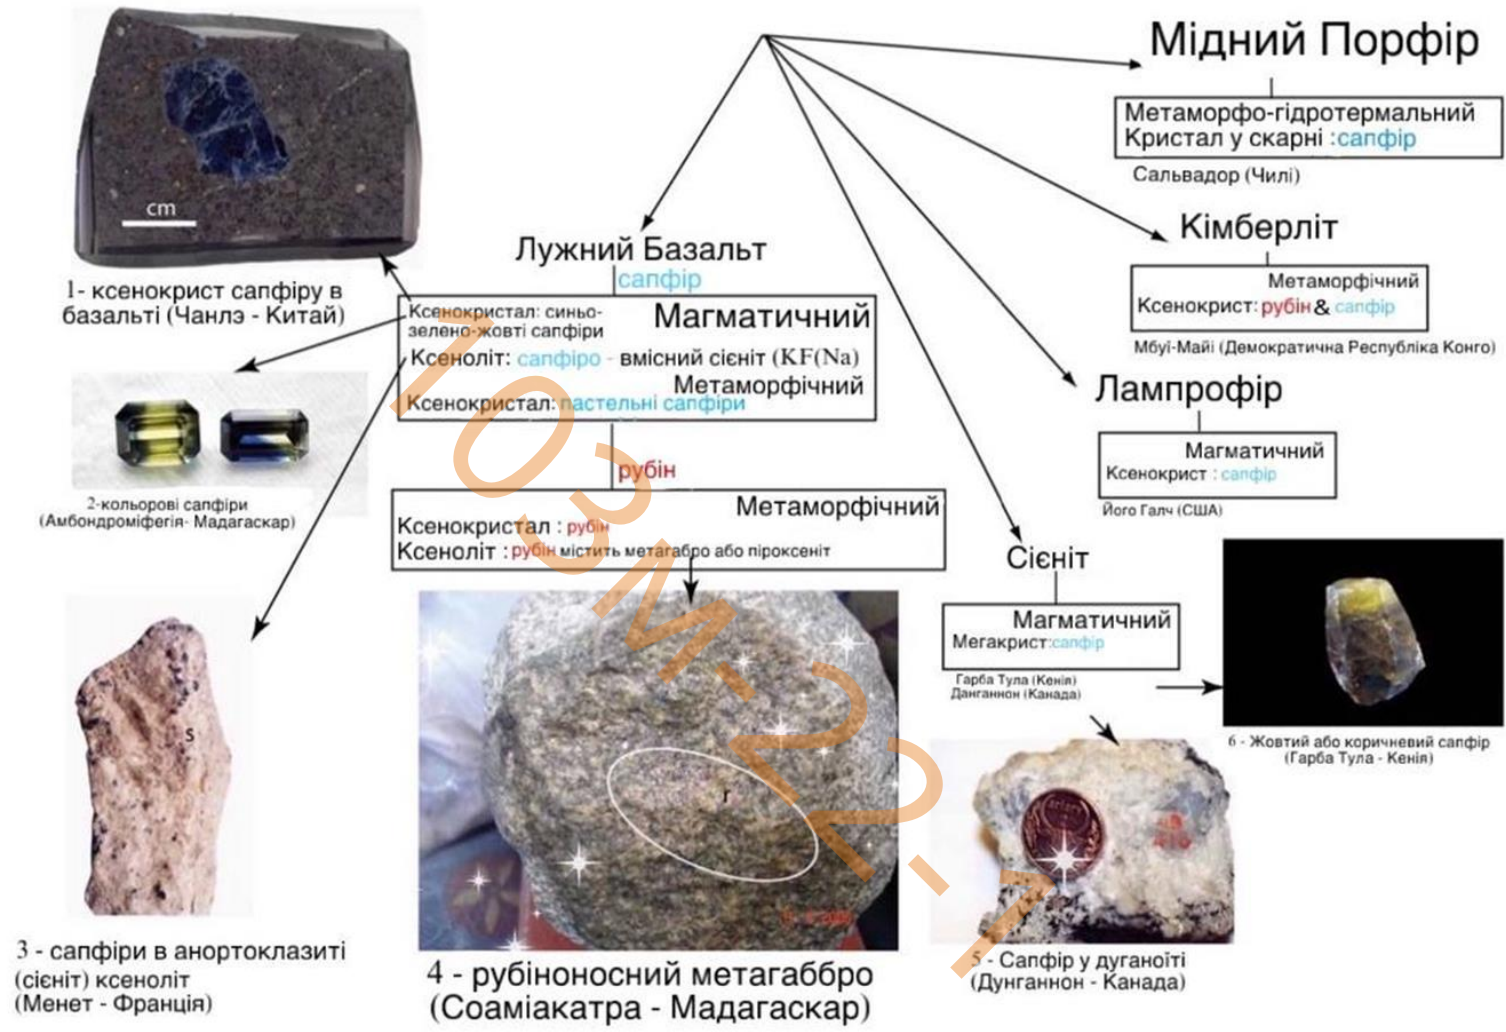 cm
1- ксенокрист сапфіру в
базальті (Чанлэ - Китай)
2-кольорові сапфіри
(Амбондроміфегія- Мадагаскар)
s
3 - сапфіри в анортоклазиті
(сієніт) ксеноліт
(Менет - Франція)
Лужний Базальт
сапфір
Ксенокристал: синьо-
зелено-жовті сапфіри
Магматичний
Ксеноліт: сапфіро - вмісний сієніт (KF(Na)
Метаморфічний
Ксенокристал: пастельні сапфіри
рубін
Метаморфічний
Ксенокристал : рубін
Ксеноліт : рубін містить метагабро або піроксеніт
r
4 - рубіноносний метагаббро
(Соаміакатра - Мадагаскар)
Мідний Порфір
Метаморфо-гідротермальний
Кристал у скарні :сапфір
Сальвадор (Чилі)
Кімберліт
Метаморфічний
Ксенокрист: рубін & сапфір
Мбуї-Майі (Демократична Республіка Конго)
Лампрофір
Магматичний
Ксенокрист : сапфір
Його Галч (США)
Сієніт
Магматичний
Мегакрист:сапфір
Гарба Тула (Кенія)
Данганнон (Канада)
6 - Жовтий або коричневий сапфір
(Гарба Тула - Кенія)
5 - Сапфір у дуганоїті
(Дунганнон - Канада)
103М-22-1